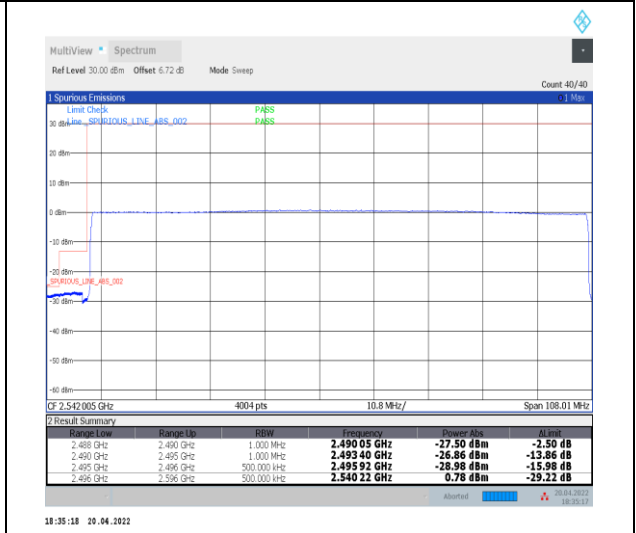 MultiView Spectrum
Ref Level 30.00 dBm Offset 6.72 dB Mode Sweep
Count 40/40
1 Spurious Emissions 1 Max
Limit Check PASS
Line _SPURIOUS_LINE_ABS_002 PASS
30 dBm
20 dBm
10 dBm
0 dBm
-10 dBm
-20 dBm
_SPURIOUS_LINE_ABS_002
-30 dBm
-40 dBm
-50 dBm
-60 dBm
CF 2.542005 GHz 4004 pts 10.8 MHz/ Span 108.01 MHz
2 Result Summary
Range Low Range Up RBW Frequency Power Abs ΔLimit
2.488 GHz 2.490 GHz 1.000 MHz 2.490 05 GHz -27.50 dBm -2.50 dB
2.490 GHz 2.495 GHz 1.000 MHz 2.493 40 GHz -26.86 dBm -13.86 dB
2.495 GHz 2.496 GHz 500.000 kHz 2.495 92 GHz -28.98 dBm -15.98 dB
2.496 GHz 2.596 GHz 500.000 kHz 2.540 22 GHz 0.78 dBm -29.22 dB
Aborted 20.04.2022
18:35:17
18:35:18 20.04.2022